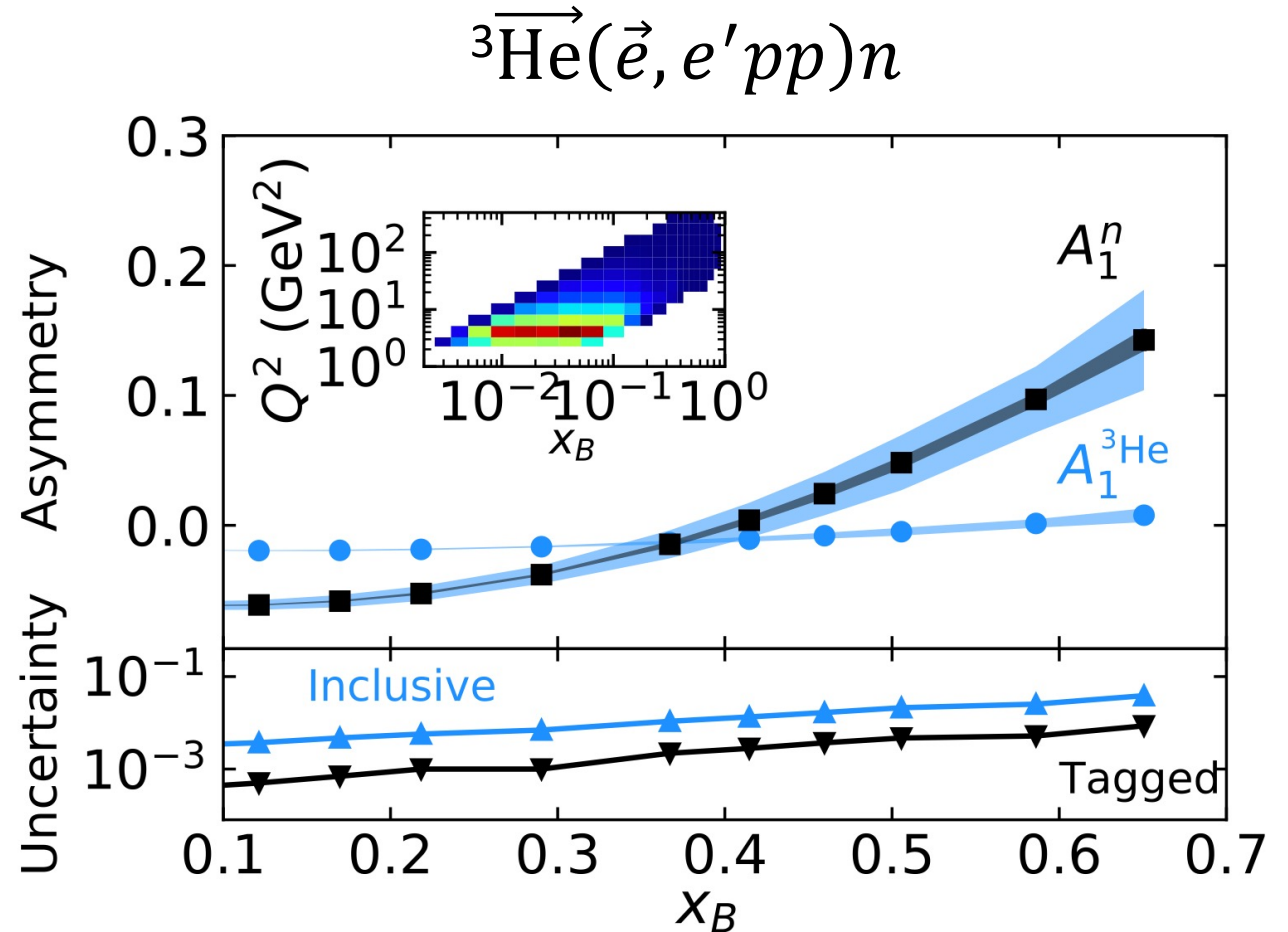 ³He⃗(e⃗, e′pp)n
0.3
0.2
0.1
0.0
Asymmetry
Q² (GeV²)
10²
10¹
10⁰
10⁻² 10⁻¹ 10⁰
x_B
A₁ⁿ
A₁^³He
Uncertainty
10⁻¹
10⁻³
Inclusive
Tagged
0.1 0.2 0.3 0.4 0.5 0.6 0.7
x_B